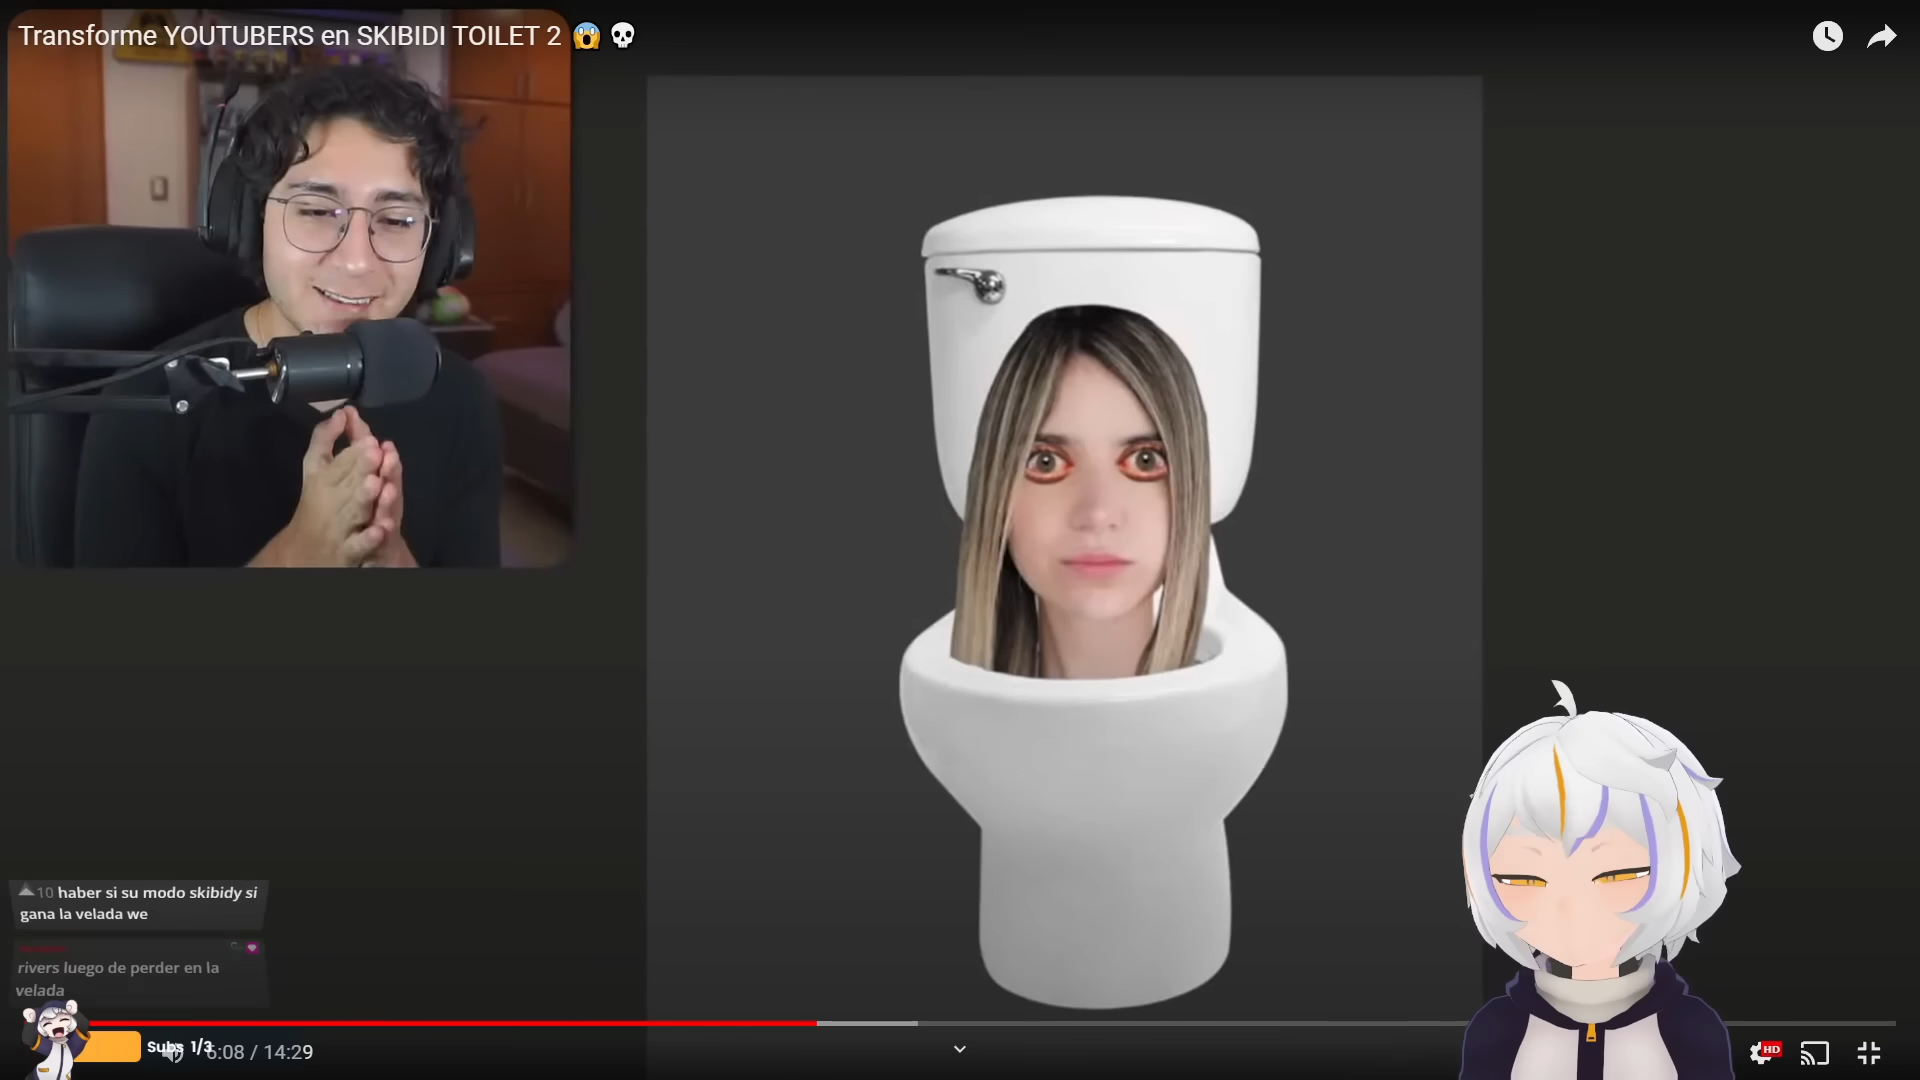 Transforme YOUTUBERS en SKIBIDI TOILET 2 😱💀
10 haber si su modo skibidy si
gana la velada we
rivers luego de perder en la
velada
Subs 1/3
6:08 / 14:29
HD